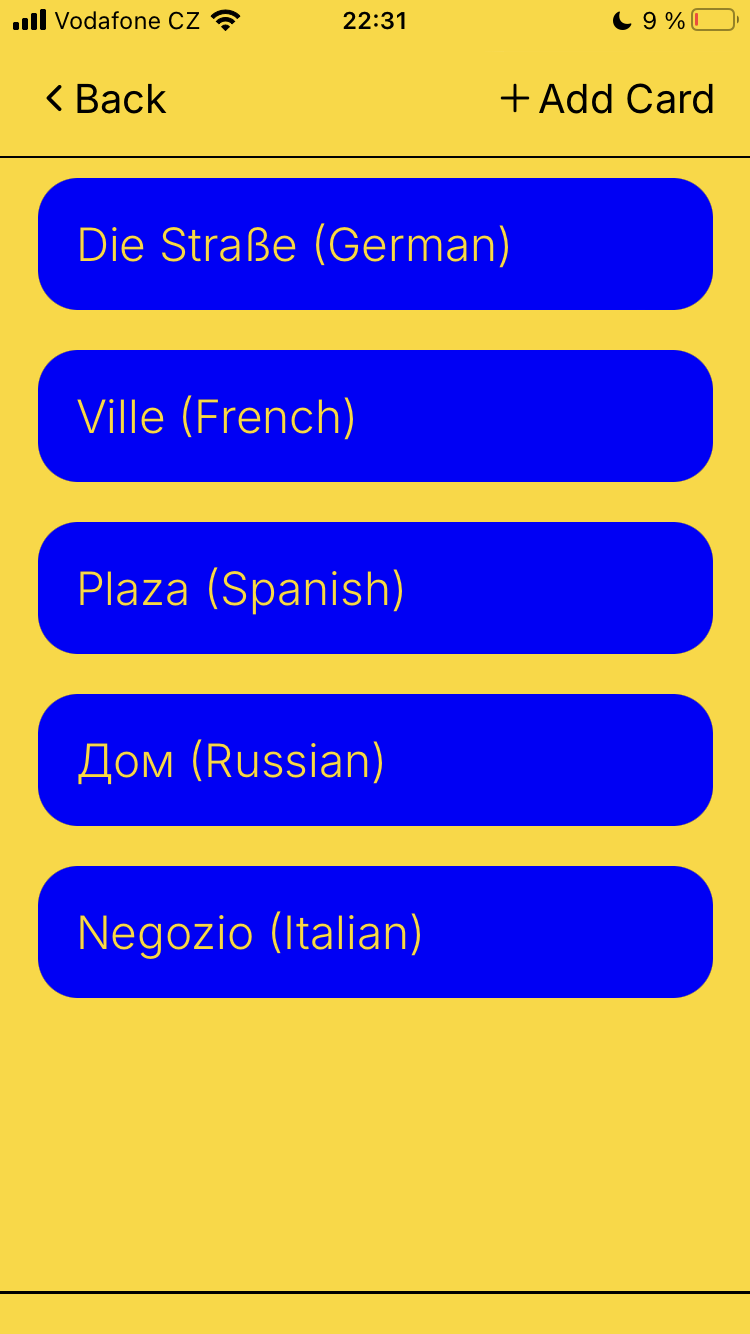 Vodafone CZ 22:31 9 %
Back + Add Card
Die Straße (German)
Ville (French)
Plaza (Spanish)
Дом (Russian)
Negozio (Italian)